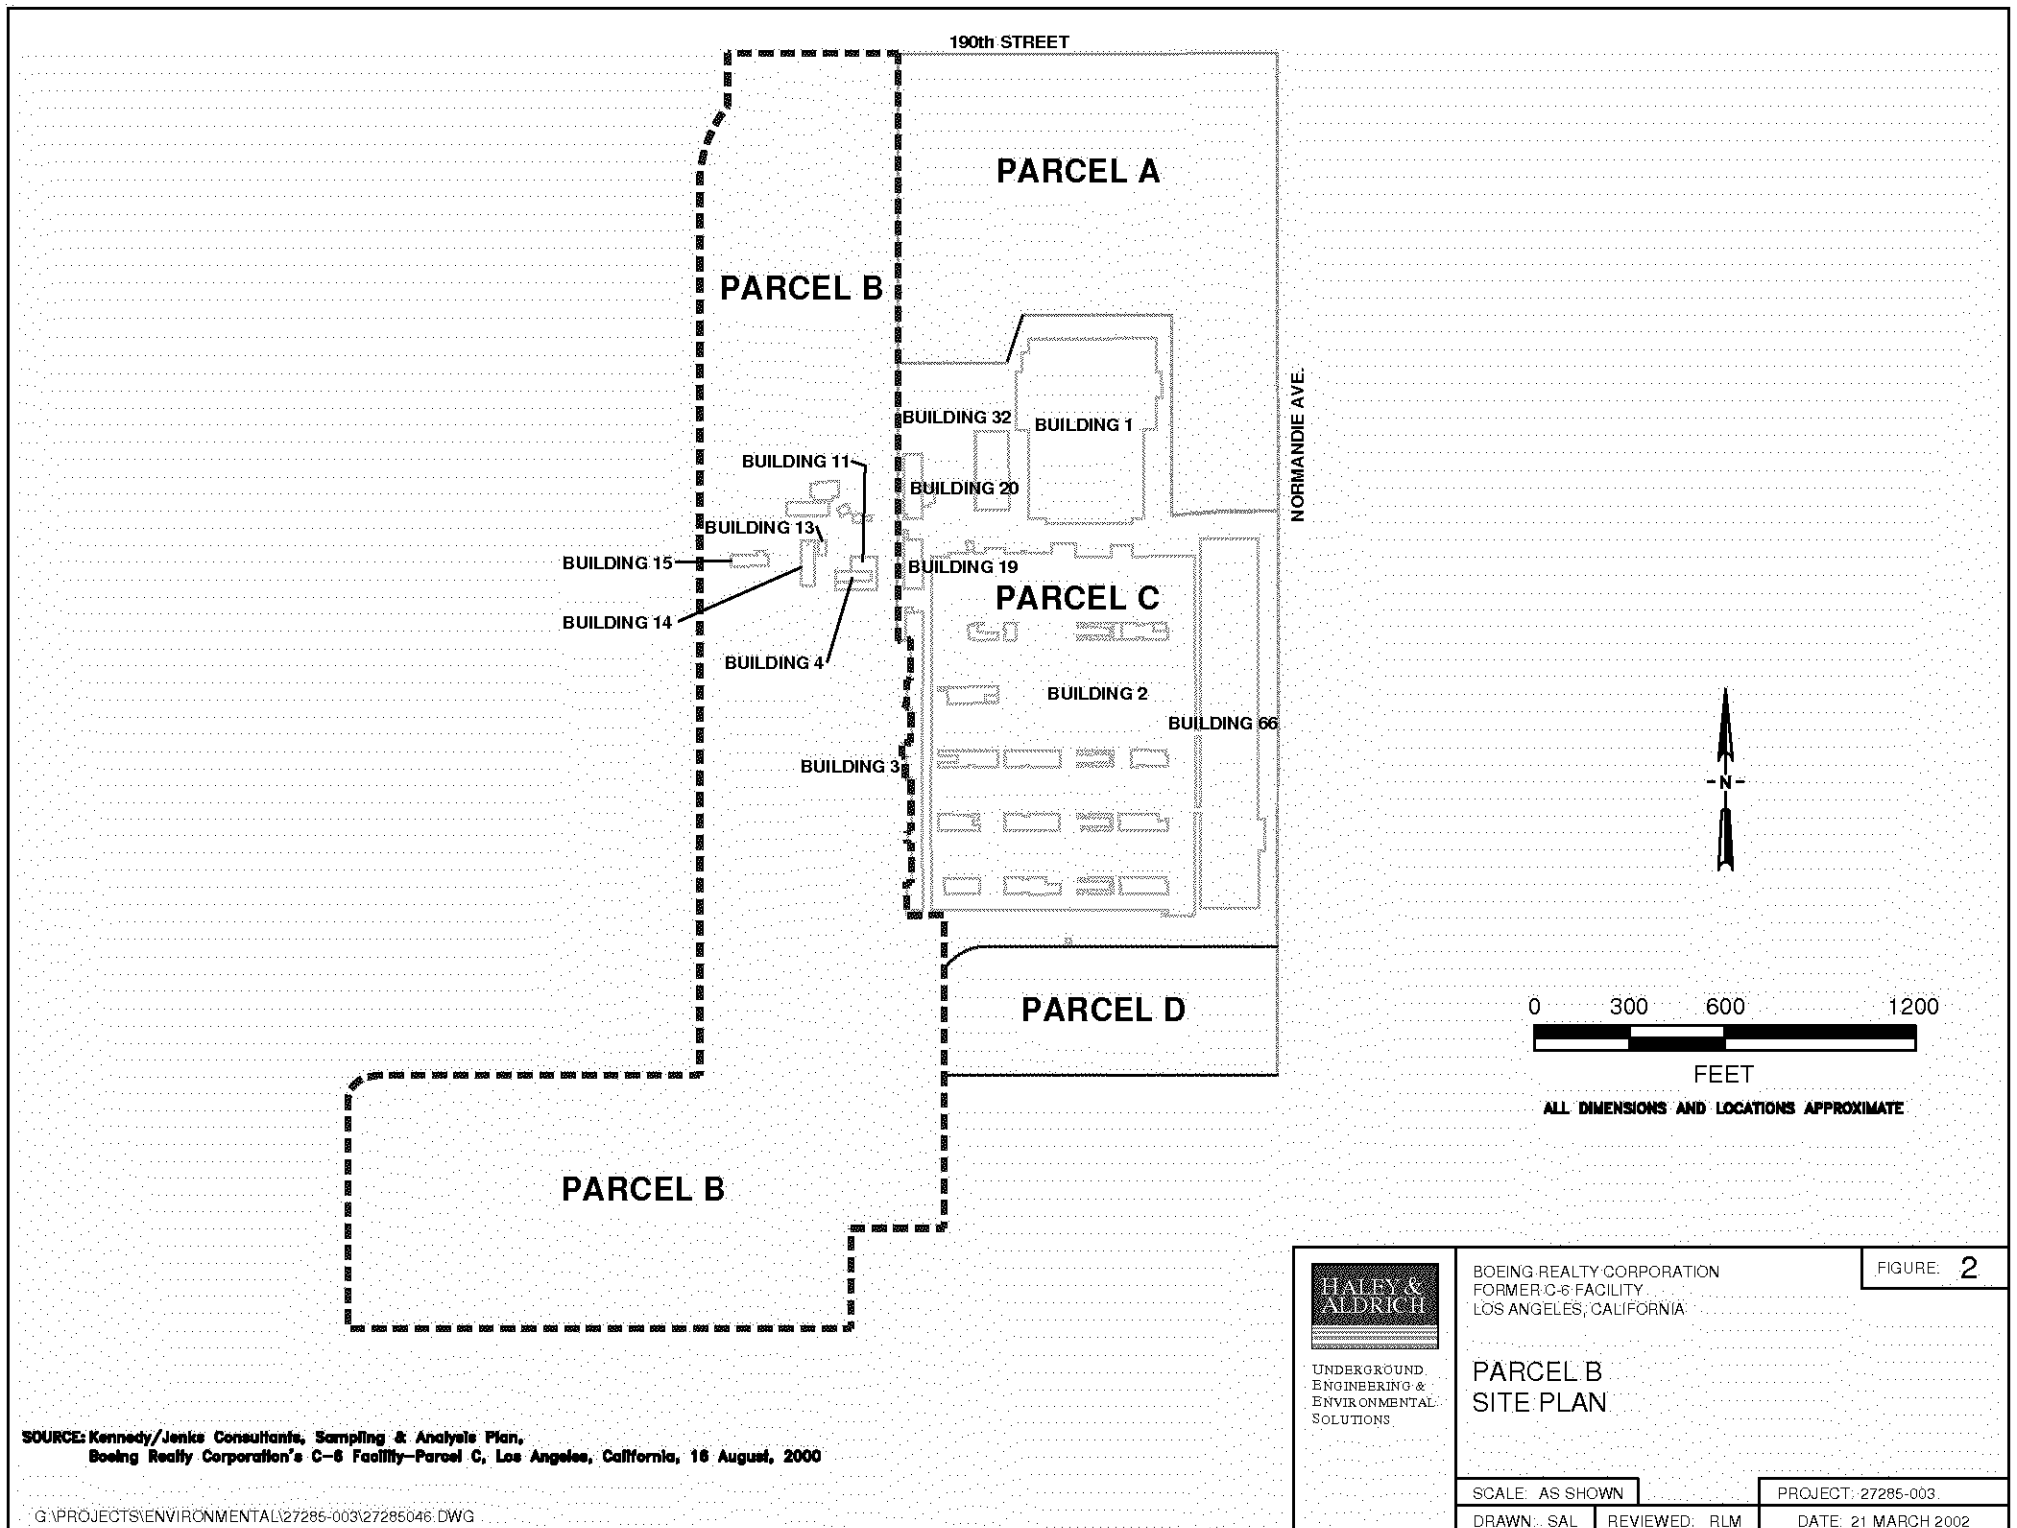 190th STREET
PARCEL A
PARCEL B
NORMANDIE AVE.
BUILDING 32
BUILDING 1
BUILDING 11
BUILDING 20
BUILDING 13
BUILDING 15
BUILDING 19
PARCEL C
BUILDING 14
BUILDING 4
BUILDING 2
BUILDING 66
BUILDING 3
-N-
PARCEL D
0 300 600 1200
FEET
ALL DIMENSIONS AND LOCATIONS APPROXIMATE
PARCEL B
HALEY &
ALDRICH
UNDERGROUND
ENGINEERING &
ENVIRONMENTAL
SOLUTIONS
BOEING REALTY CORPORATION
FORMER C-6 FACILITY
LOS ANGELES, CALIFORNIA
FIGURE: 2
PARCEL B
SITE PLAN
SCALE: AS SHOWN
PROJECT: 27285-003
DRAWN: SAL
REVIEWED: RLM
DATE: 21 MARCH 2002
SOURCE: Kennedy/Jenks Consultants, Sampling & Analysis Plan,
Boeing Realty Corporation's C-6 Facility-Parcel C, Los Angeles, California, 16 August, 2000
G:\PROJECTS\ENVIRONMENTAL\27285-003\27285046.DWG